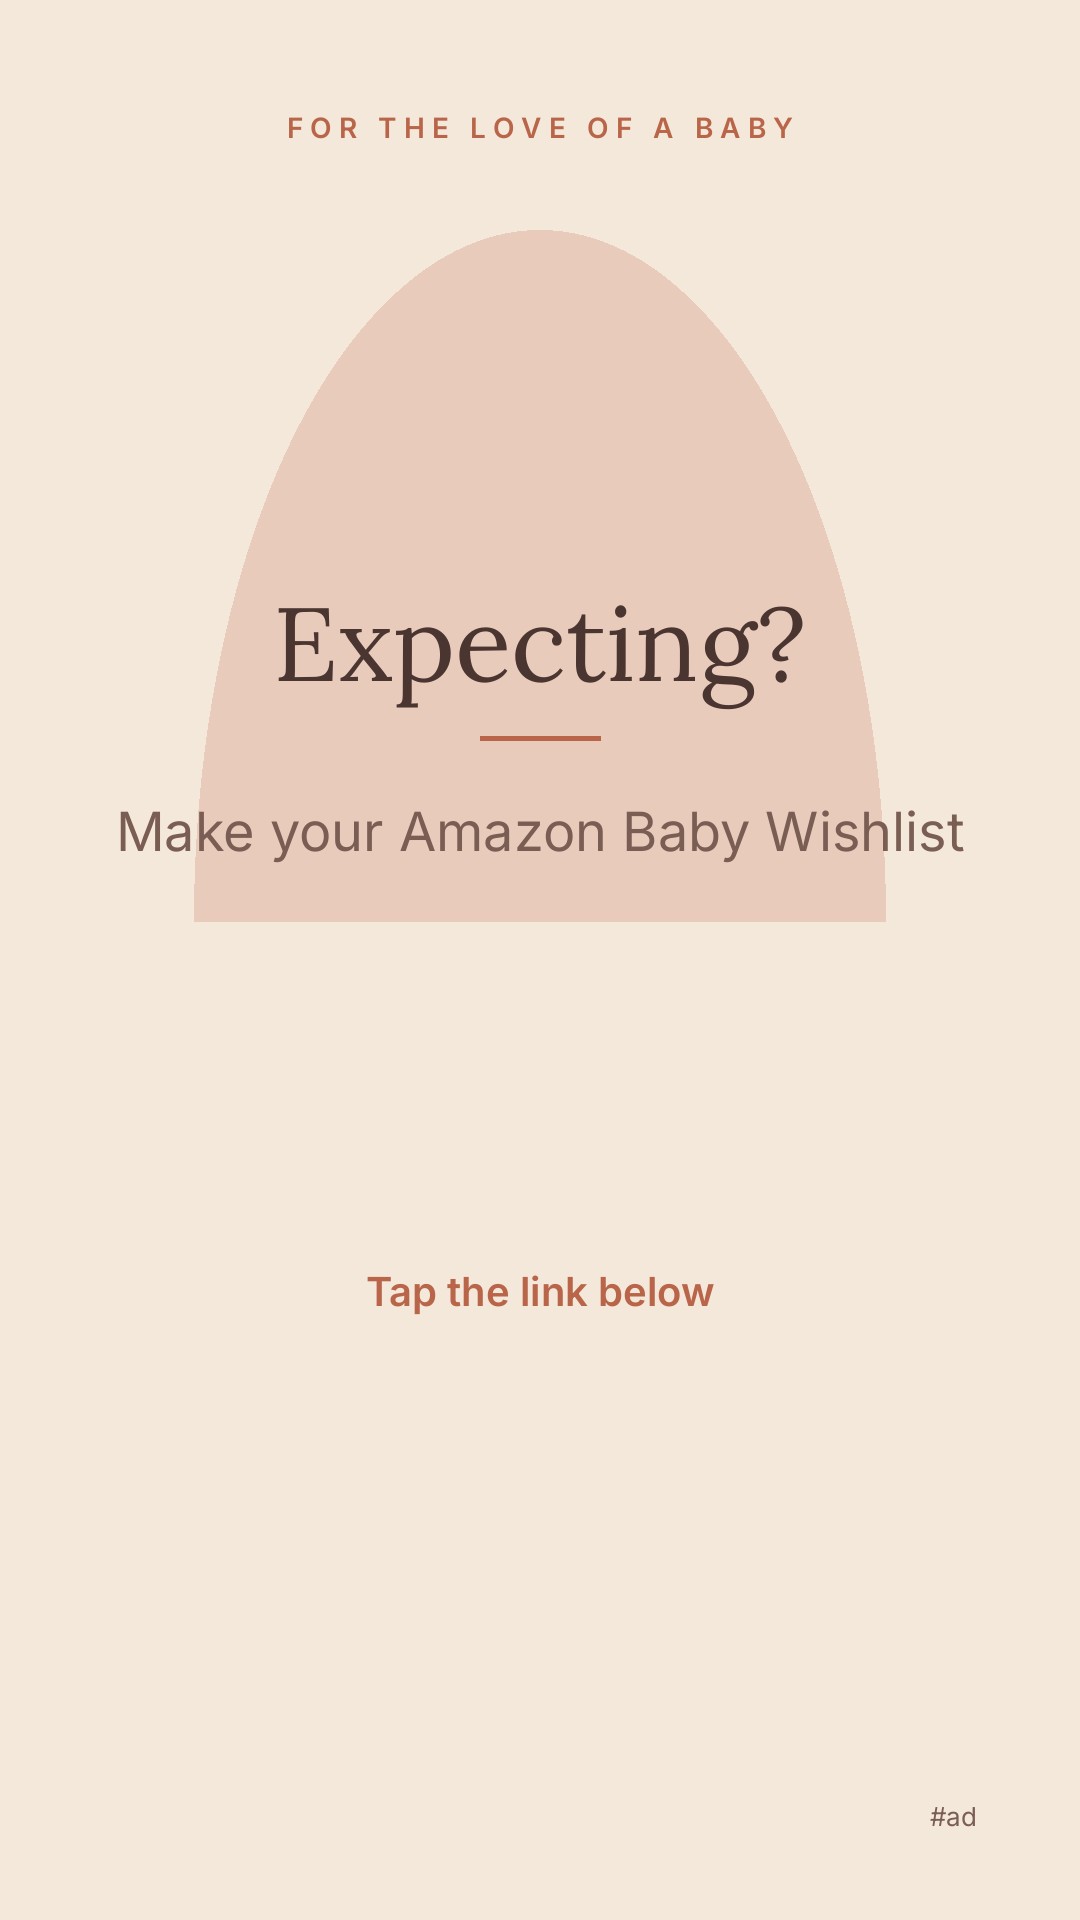 FOR THE LOVE OF A BABY
Expecting?
Make your Amazon Baby Wishlist
Tap the link below
#ad